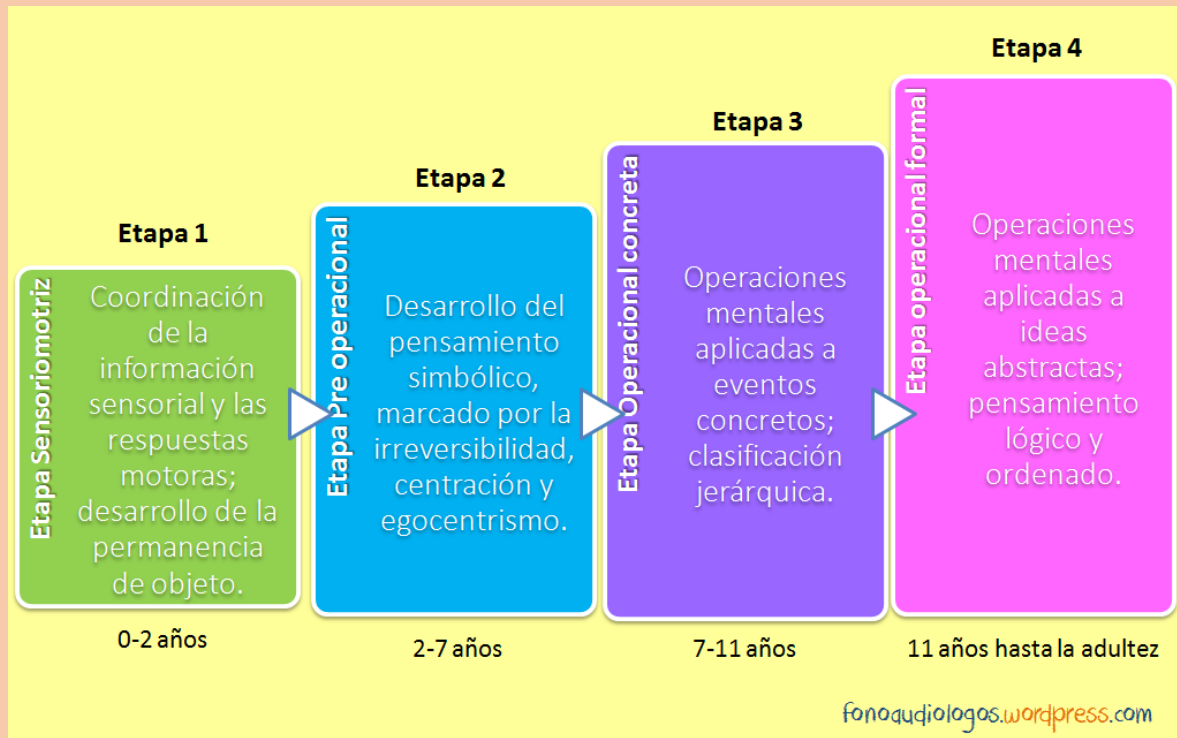 Etapa 1
Etapa Sensoriomotriz
Coordinación
de la
información
sensorial y las
respuestas
motoras;
desarrollo de la
permanencia
de objeto.
0-2 años
Etapa 2
Etapa Pre operacional
Desarrollo del
pensamiento
simbólico,
marcado por la
irreversibilidad,
centración y
egocentrismo.
2-7 años
Etapa 3
Etapa Operacional concreta
Operaciones
mentales
aplicadas a
eventos
concretos;
clasificación
jerárquica.
7-11 años
Etapa 4
Etapa operacional formal
Operaciones
mentales
aplicadas a
ideas
abstractas;
pensamiento
lógico y
ordenado.
11 años hasta la adultez
fonoaudiologos.wordpress.com